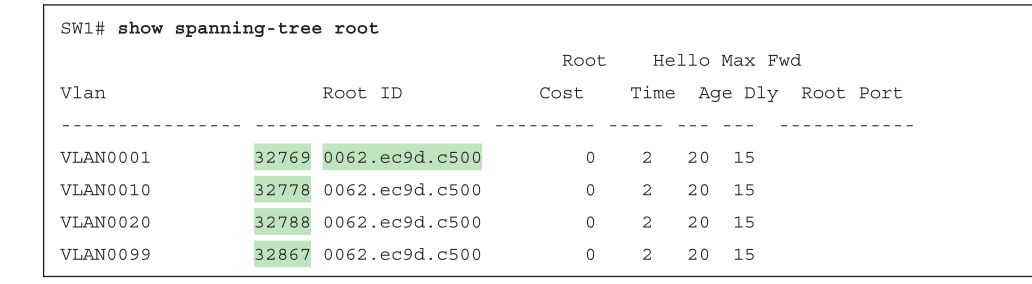 SW1# show spanning-tree root
Root Hello Max Fwd
Vlan Root ID Cost Time Age Dly Root Port
---------------- -------------------- --------- ----- --- --- ------------
VLAN0001 32769 0062.ec9d.c500 0 2 20 15
VLAN0010 32778 0062.ec9d.c500 0 2 20 15
VLAN0020 32788 0062.ec9d.c500 0 2 20 15
VLAN0099 32867 0062.ec9d.c500 0 2 20 15